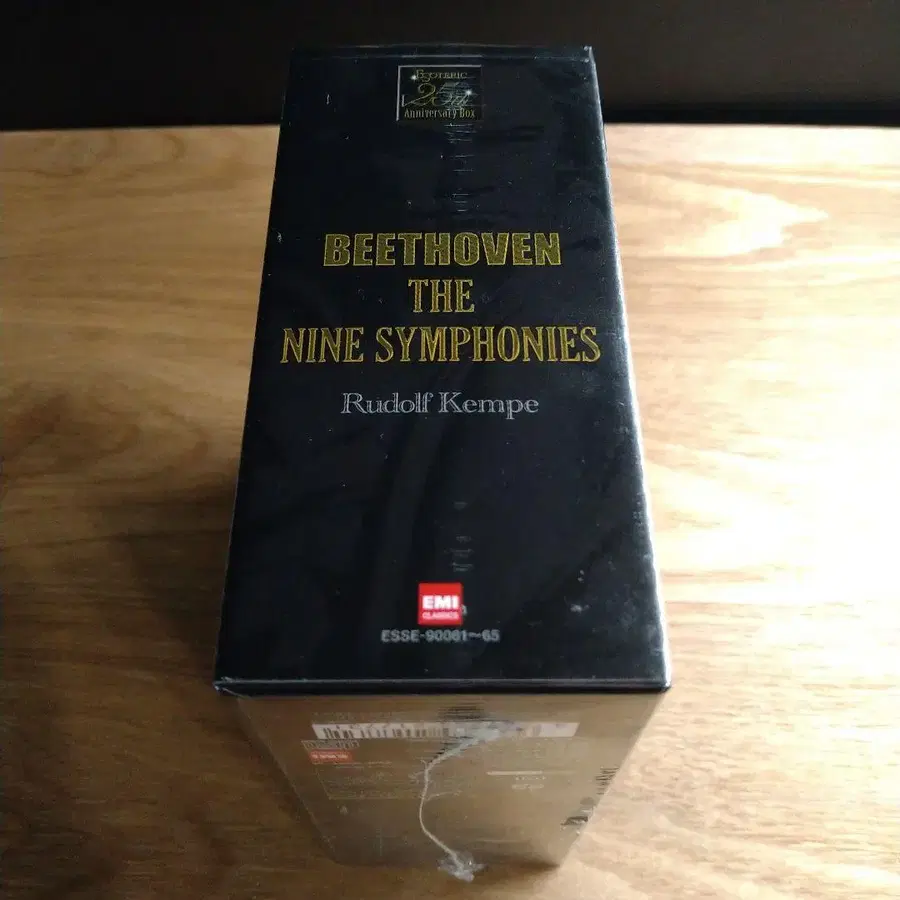 ESOTERIC
25th
Anniversary Box
BEETHOVEN
THE
NINE SYMPHONIES
Rudolf Kempe
EMI
CLASSICS
ESSE-90061~65